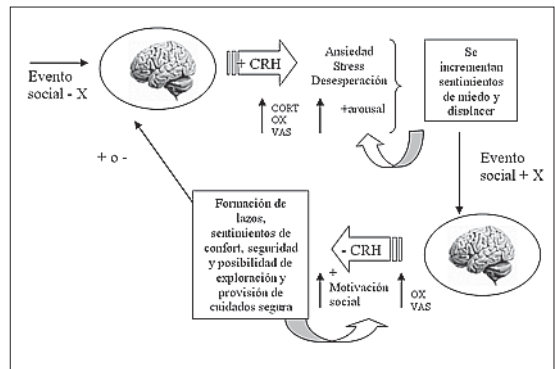 Evento
social - X
+ CRH
CORT
OX
VAS
Ansiedad
Stress
Desesperación
+arousal
Se
incrementan
sentimientos
de miedo y
displacer
Evento
social + X
+ o -
Formación de
lazos,
sentimientos de
confort, seguridad
y posibilidad de
exploración y
provisión de
cuidados segura
- CRH
+
Motivación
social
OX
VAS